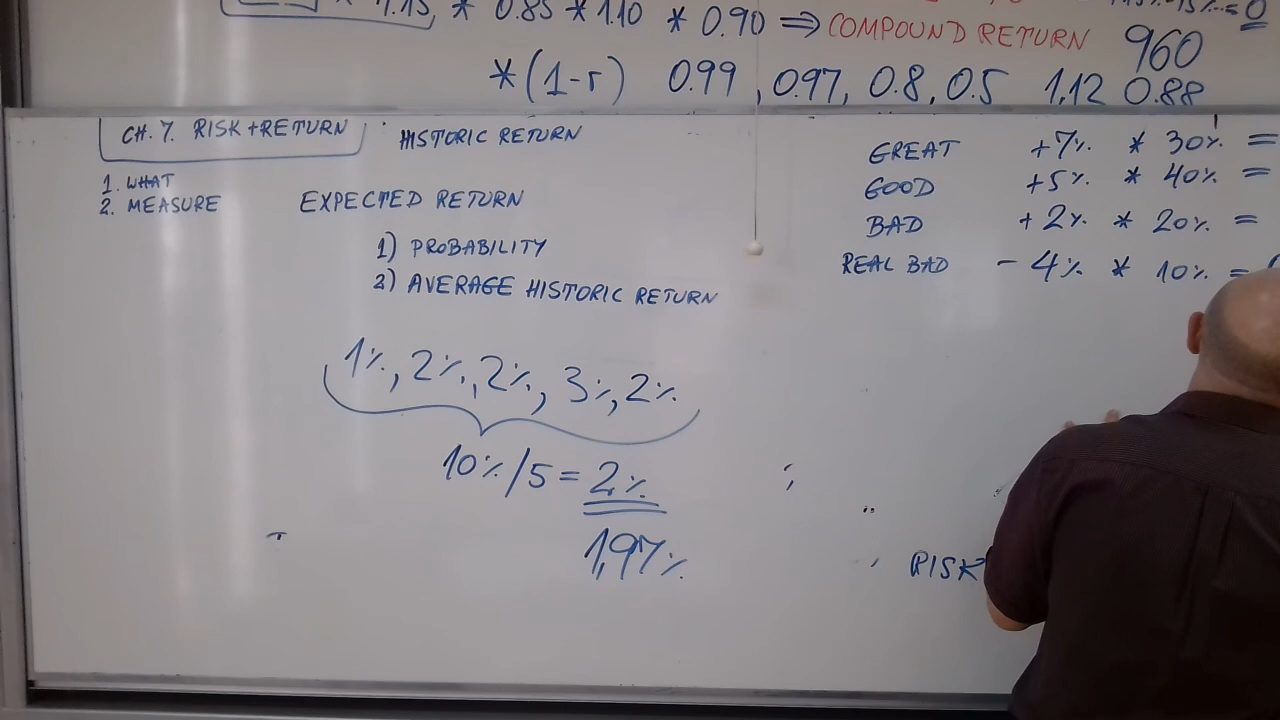 * 1.15 * 0.85 * 1.10 * 0.90 ⇒ COMPOUND RETURN
= 0
960
* (1-r) 0.99, 0.97, 0.8, 0.5 1,12 0.88
CH. 7. RISK + RETURN
HISTORIC RETURN
1. WHAT
2. MEASURE
EXPECTED RETURN
1) PROBABILITY
2) AVERAGE HISTORIC RETURN
1%, 2%, 2%, 3%, 2%
10% / 5 = 2%
1,97%
GREAT +7% * 30% =
GOOD +5% * 40% =
BAD +2% * 20% =
REAL BAD -4% * 10% =
RISK